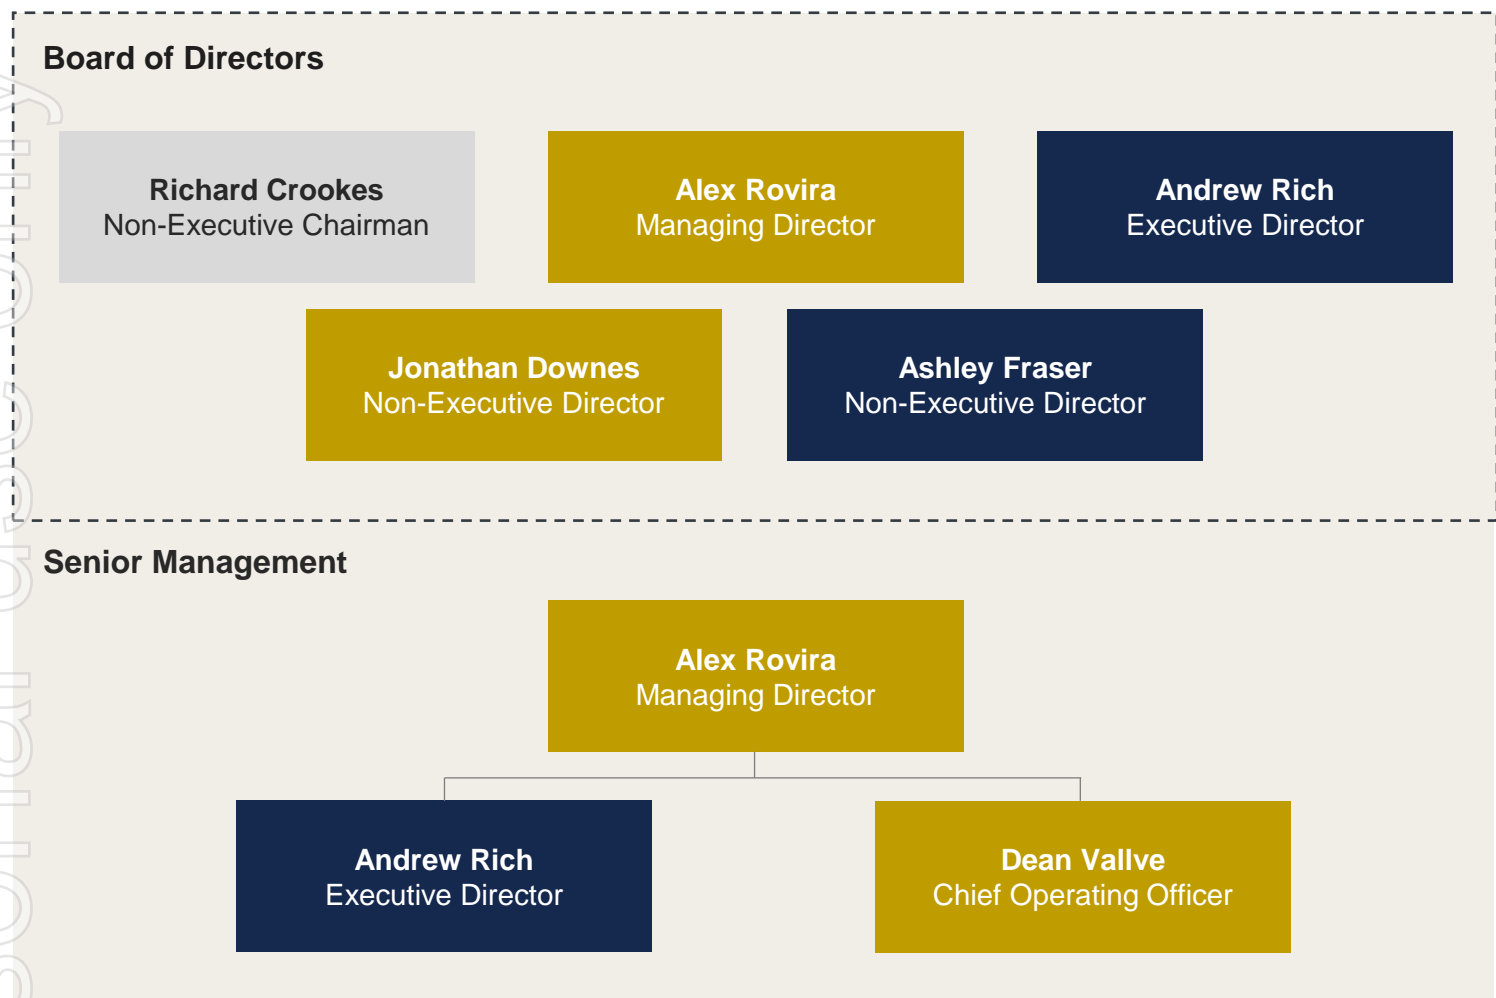 Board of Directors
Richard Crookes
Non-Executive Chairman
Alex Rovira
Managing Director
Andrew Rich
Executive Director
Jonathan Downes
Non-Executive Director
Ashley Fraser
Non-Executive Director
Senior Management
Alex Rovira
Managing Director
Andrew Rich
Executive Director
Dean Vallve
Chief Operating Officer
use only